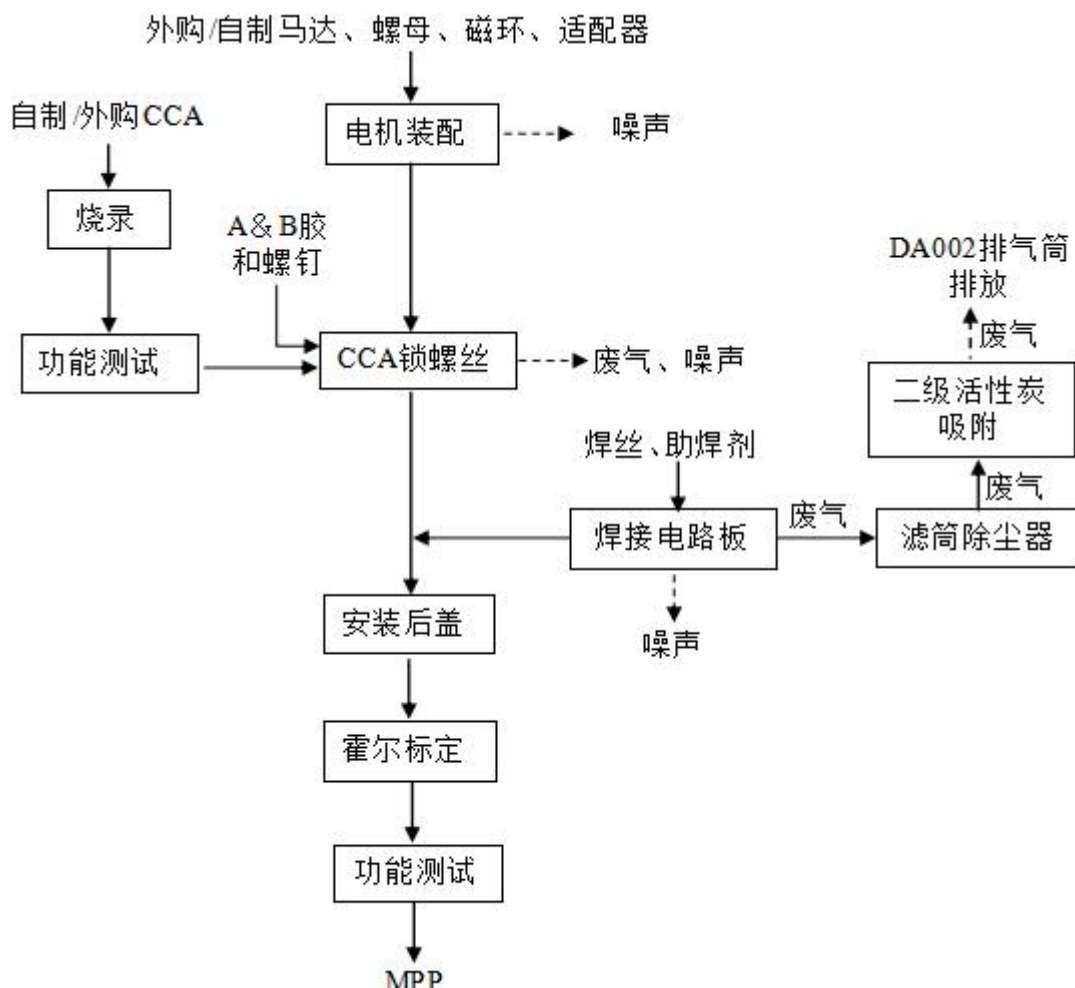 外购/自制马达、螺母、磁环、适配器
自制/外购CCA
电机装配
噪声
烧录
A&B胶
和螺钉
DA002排气筒
排放
废气
功能测试
CCA锁螺丝
废气、噪声
二级活性炭
吸附
焊丝、助焊剂
废气
废气
焊接电路板
滤筒除尘器
安装后盖
噪声
霍尔标定
功能测试
MPP